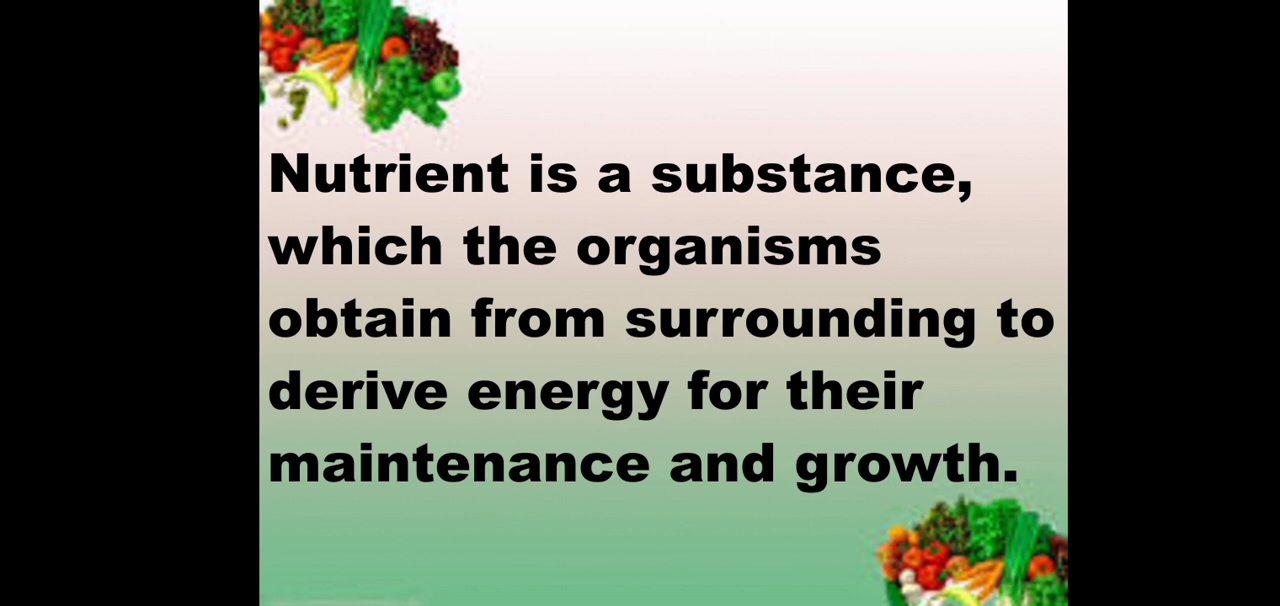 Nutrient is a substance,
which the organisms
obtain from surrounding to
derive energy for their
maintenance and growth.